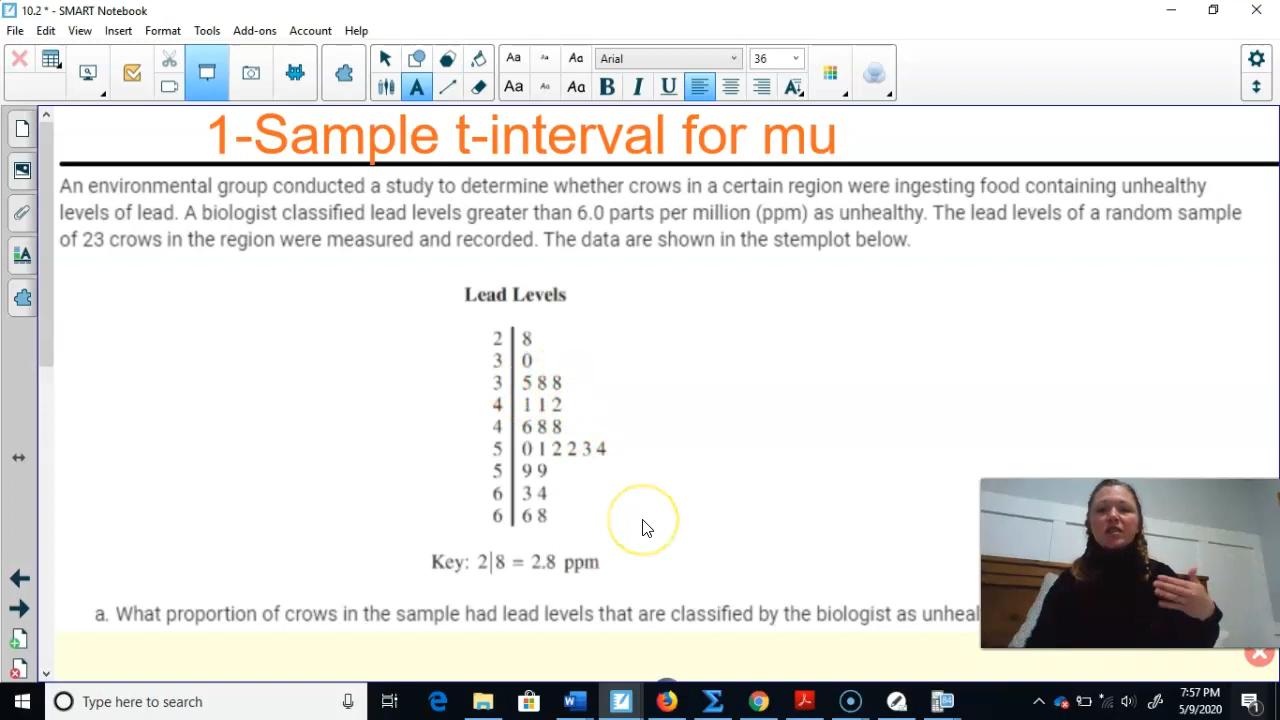 10.2 * - SMART Notebook
File Edit View Insert Format Tools Add-ons Account Help
Aa Aa Aa Arial 36
Aa Aa Aa B I U A
1-Sample t-interval for mu
An environmental group conducted a study to determine whether crows in a certain region were ingesting food containing unhealthy
levels of lead. A biologist classified lead levels greater than 6.0 parts per million (ppm) as unhealthy. The lead levels of a random sample
of 23 crows in the region were measured and recorded. The data are shown in the stemplot below.
Lead Levels
2 | 8
3 | 0
3 | 5 8 8
4 | 1 1 2
4 | 6 8 8
5 | 0 1 2 2 3 4
5 | 9 9
6 | 3 4
6 | 6 8
Key: 2|8 = 2.8 ppm
a. What proportion of crows in the sample had lead levels that are classified by the biologist as
Type here to search
7:57 PM
5/9/2020